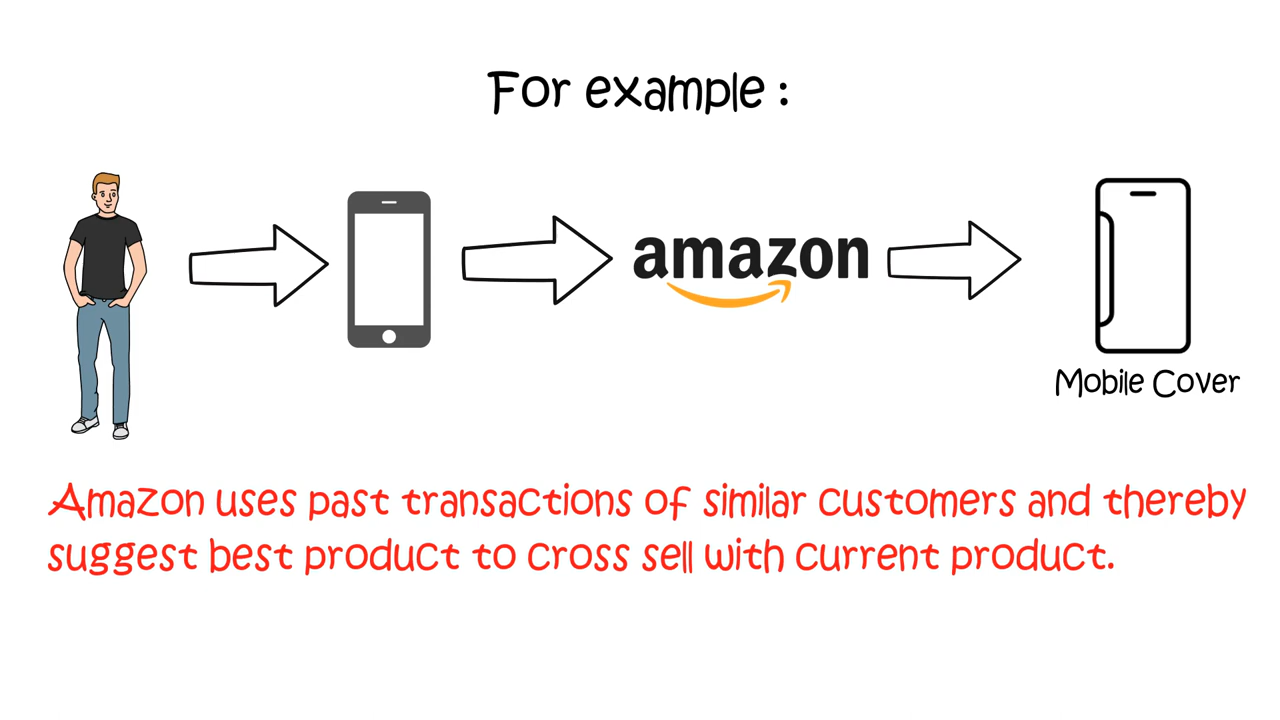 For example :
amazon
Mobile Cover
Amazon uses past transactions of similar customers and thereby
suggest best product to cross sell with current product.